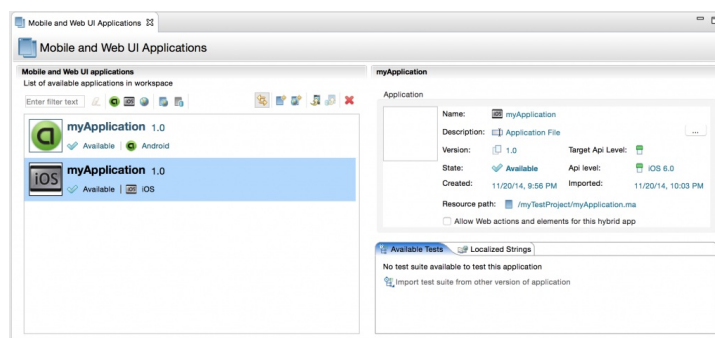 Mobile and Web UI Applications
Mobile and Web UI Applications
Mobile and Web UI applications
List of available applications in workspace
Enter filter text
myApplication 1.0
Available | Android
iOS
myApplication 1.0
Available | iOS
myApplication
Application
Name: myApplication
Description: Application File
...
Version: 1.0 Target Api Level:
State: Available Api level: iOS 6.0
Created: 11/20/14, 9:56 PM Imported: 11/20/14, 10:03 PM
Resource path: /myTestProject/myApplication.ma
Allow Web actions and elements for this hybrid app
Available Tests Localized Strings
No test suite available to test this application
Import test suite from other version of application